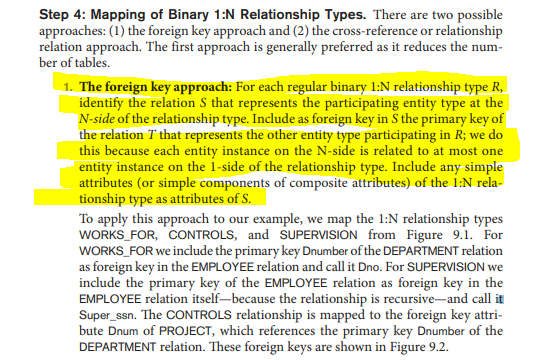 Step 4: Mapping of Binary 1:N Relationship Types. There are two possible
approaches: (1) the foreign key approach and (2) the cross-reference or relationship
relation approach. The first approach is generally preferred as it reduces the num-
ber of tables.
1. The foreign key approach: For each regular binary 1:N relationship type R,
identify the relation S that represents the participating entity type at the
N-side of the relationship type. Include as foreign key in S the primary key of
the relation T that represents the other entity type participating in R; we do
this because each entity instance on the N-side is related to at most one
entity instance on the 1-side of the relationship type. Include any simple
attributes (or simple components of composite attributes) of the 1:N rela-
tionship type as attributes of S.
To apply this approach to our example, we map the 1:N relationship types
WORKS_FOR, CONTROLS, and SUPERVISION from Figure 9.1. For
WORKS_FOR we include the primary key Dnumber of the DEPARTMENT relation
as foreign key in the EMPLOYEE relation and call it Dno. For SUPERVISION we
include the primary key of the EMPLOYEE relation as foreign key in the
EMPLOYEE relation itself—because the relationship is recursive—and call it
Super_ssn. The CONTROLS relationship is mapped to the foreign key attri-
bute Dnum of PROJECT, which references the primary key Dnumber of the
DEPARTMENT relation. These foreign keys are shown in Figure 9.2.